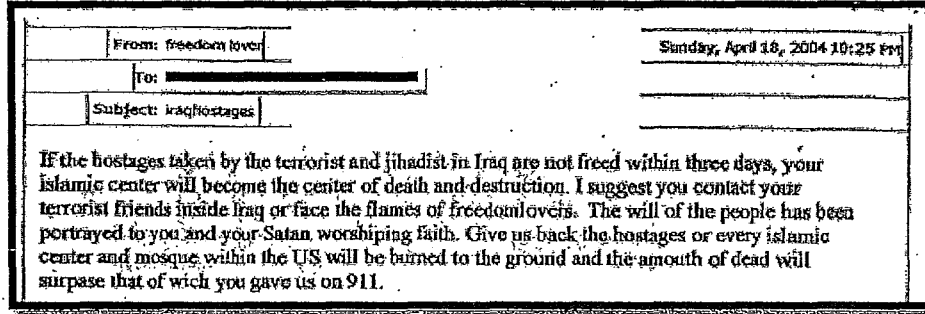 From: freedom lover
Sunday, April 18, 2004 10:25 PM
To:
Subject: iraqhostages
If the hostages taken by the terrorist and jihadist in Iraq are not freed within three days, your
islamic center will become the center of death and destruction. I suggest you contact your
terrorist friends inside Iraq or face the flames of freedomlovers. The will of the people has been
portrayed to you and your Satan worshiping faith. Give us back the hostages or every islamic
center and mosque within the US will be burned to the ground and the amouth of dead will
surpase that of wich you gave us on 911.